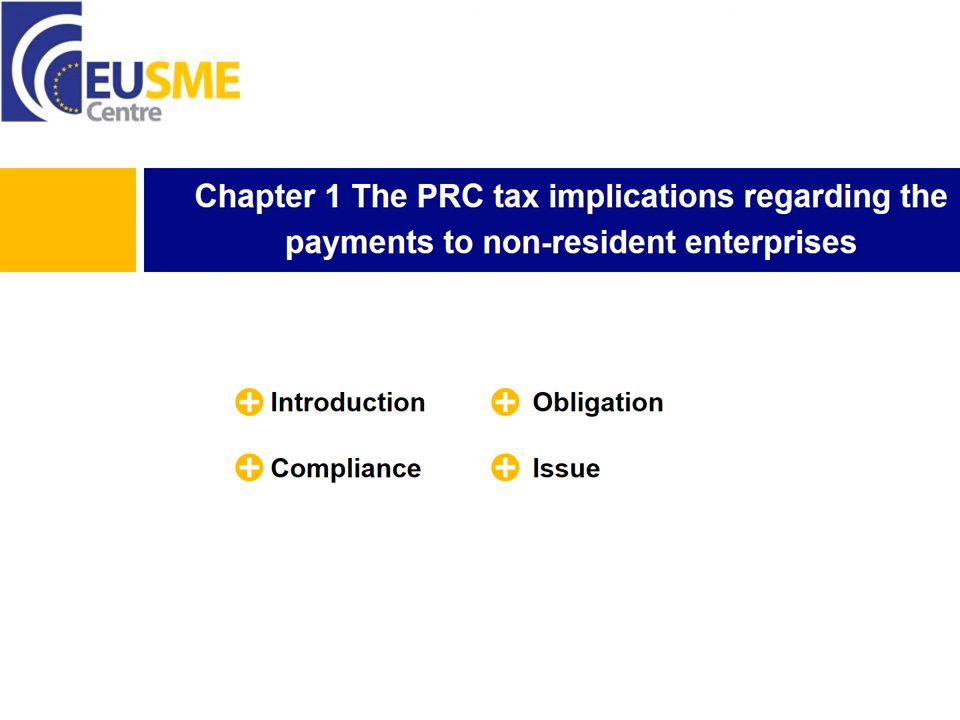 EUSME
Centre
Chapter 1 The PRC tax implications regarding the
payments to non-resident enterprises
Introduction
Obligation
Compliance
Issue